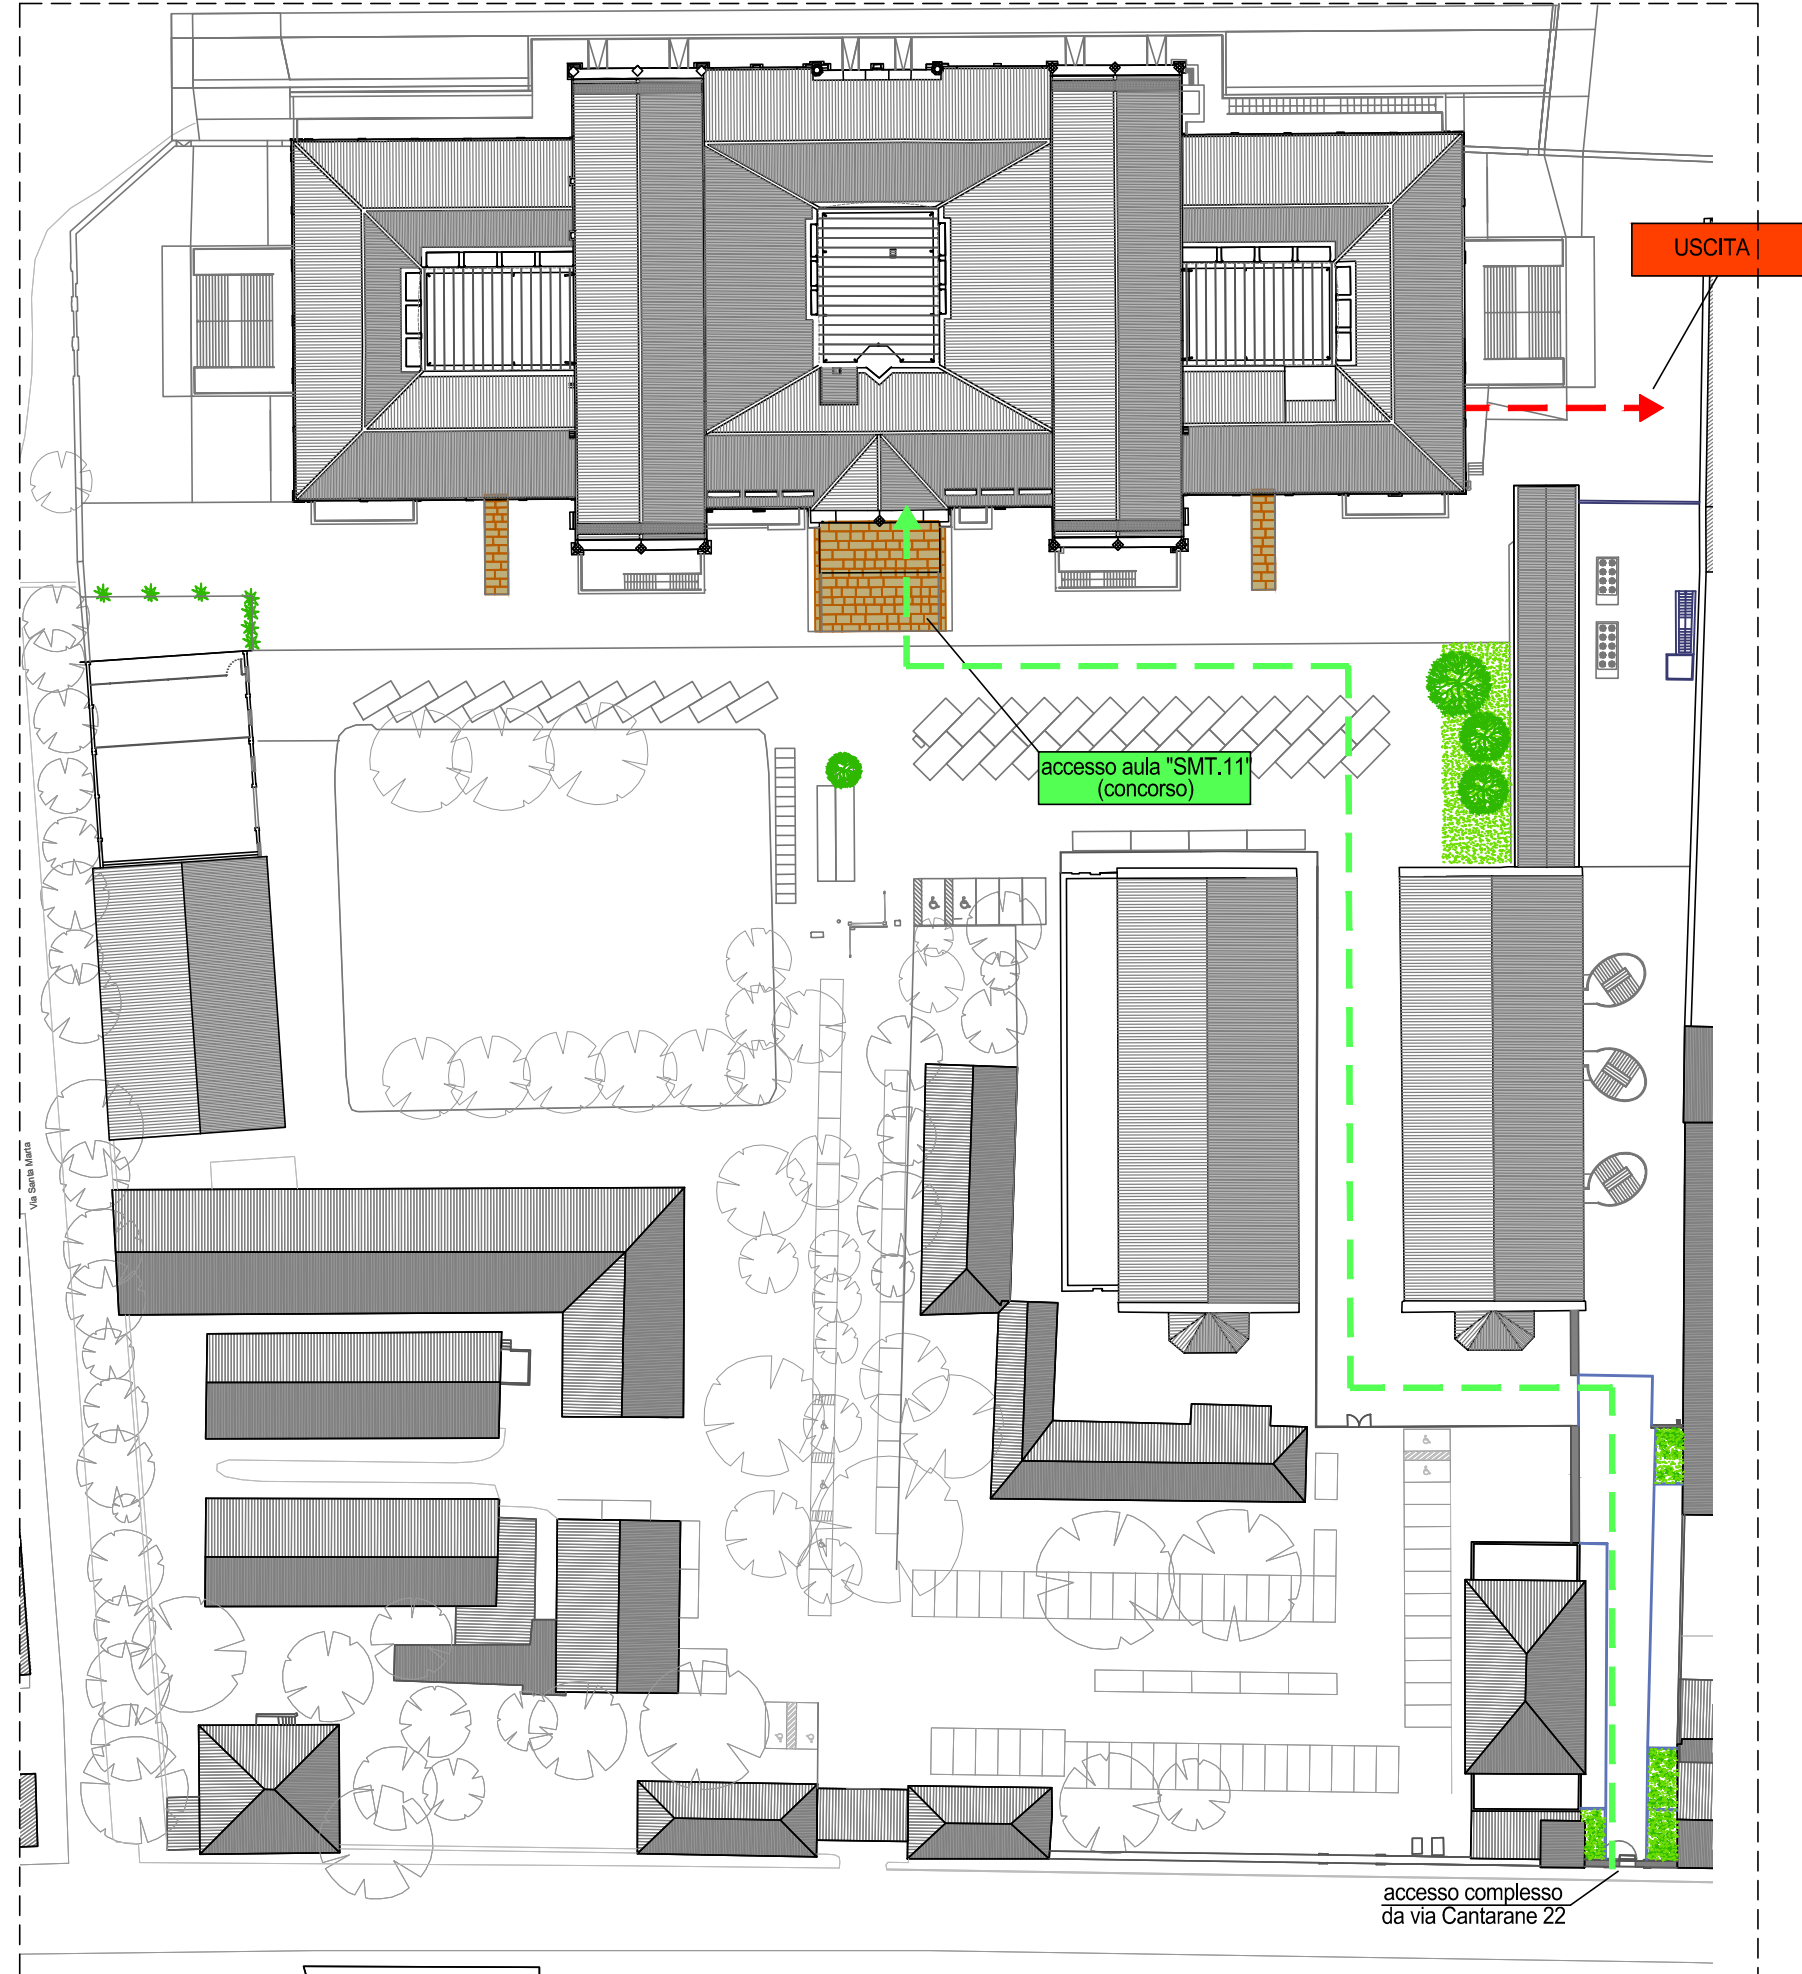 USCITA
accesso aula "SMT.11"
(concorso)
Via Santa Marta
accesso complesso
da via Cantarane 22